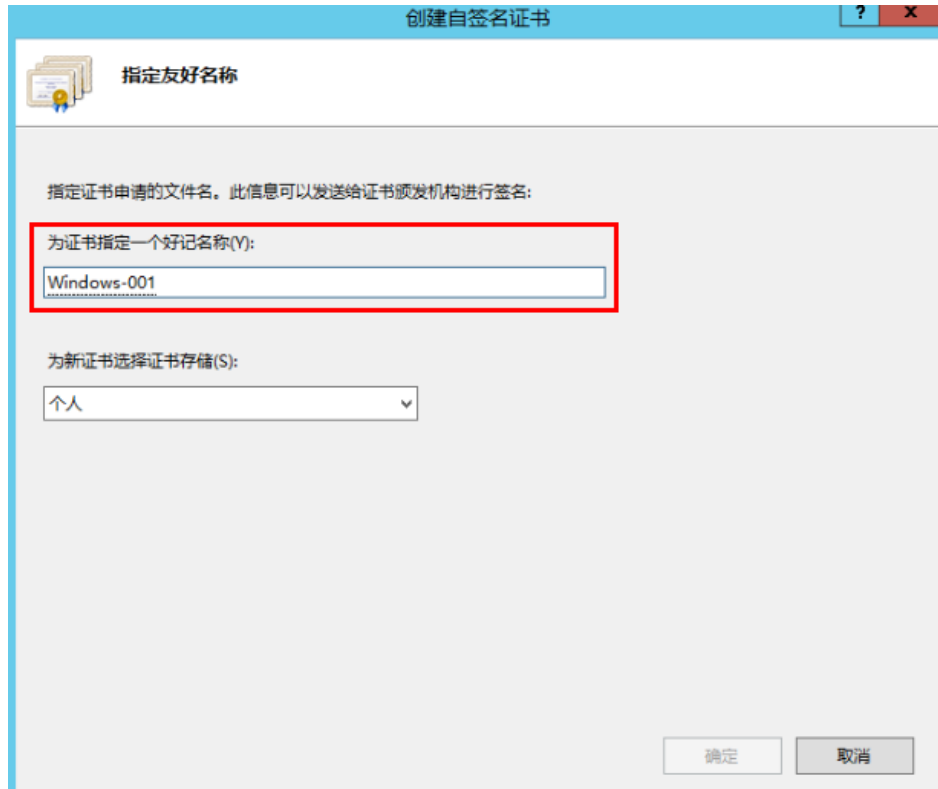 创建自签名证书
?
x
指定友好名称
指定证书申请的文件名。此信息可以发送给证书颁发机构进行签名:
为证书指定一个好记名称(Y):
Windows-001
为新证书选择证书存储(S):
个人
确定
取消